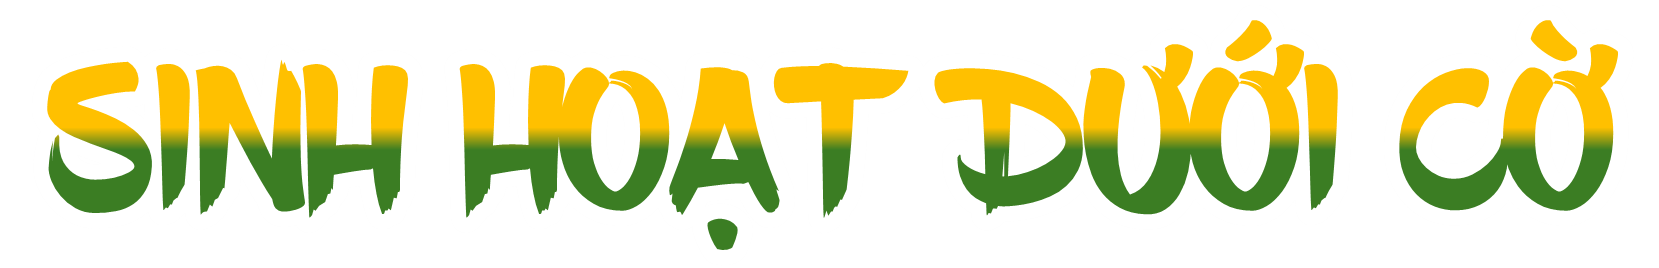 SINH HOẠT DƯỚI CỜ